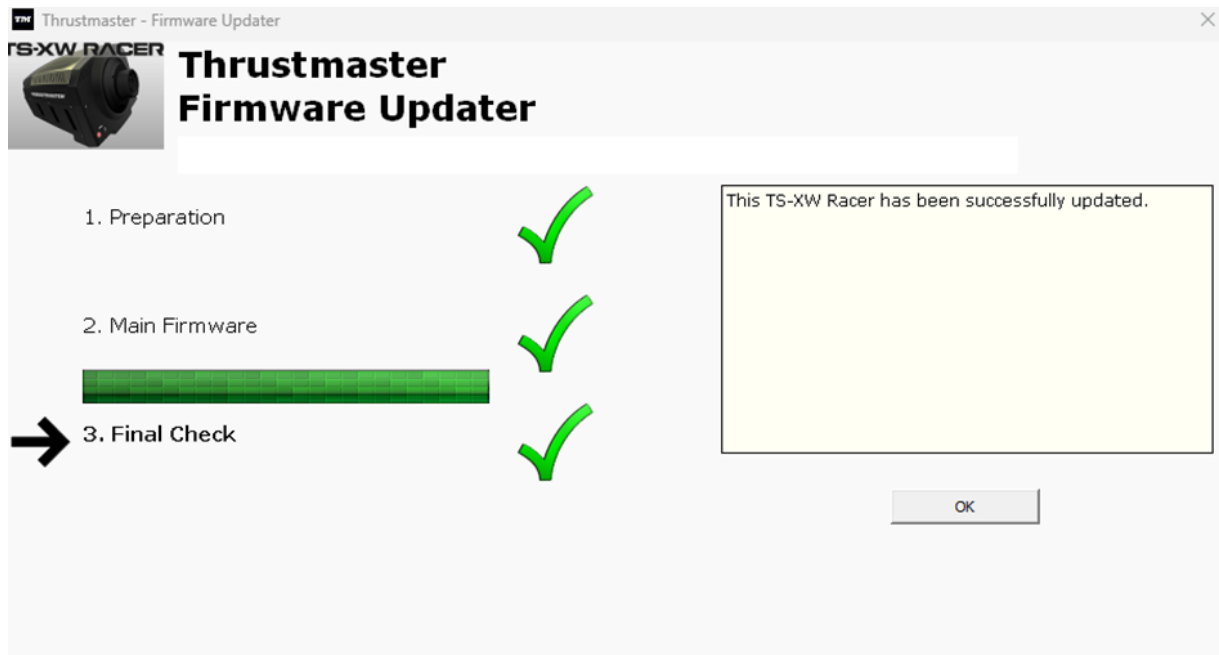 Thrustmaster - Firmware Updater
TS-XW RACER
Thrustmaster
Firmware Updater
1. Preparation
This TS-XW Racer has been successfully updated.
2. Main Firmware
3. Final Check
OK